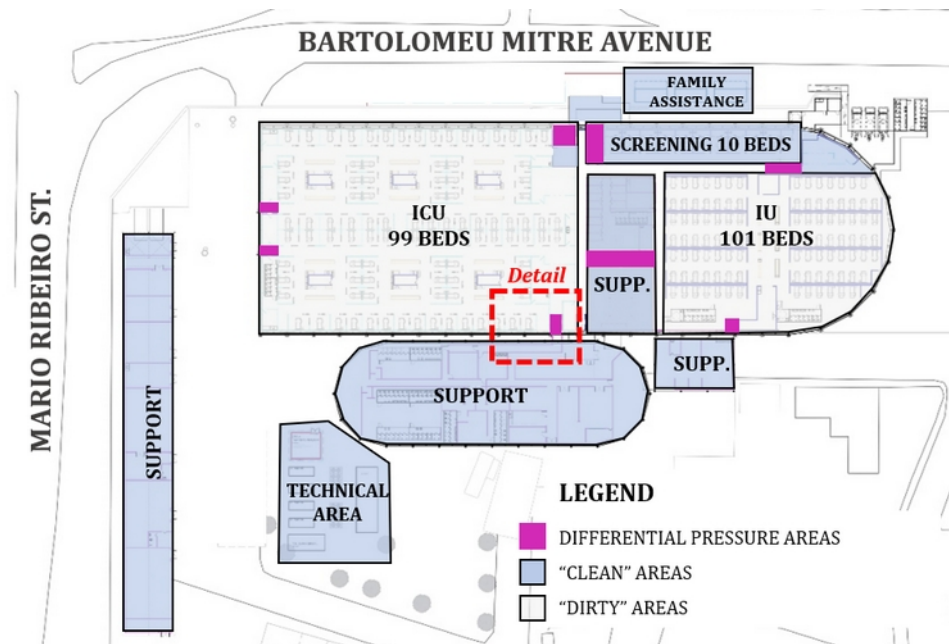 BARTOLOMEU MITRE AVENUE
MARIO RIBEIRO ST.
FAMILY
ASSISTANCE
SCREENING 10 BEDS
ICU
99 BEDS
IU
101 BEDS
Detail
SUPP.
SUPP.
SUPPORT
SUPPORT
TECHNICAL
AREA
LEGEND
DIFFERENTIAL PRESSURE AREAS
“CLEAN” AREAS
“DIRTY” AREAS